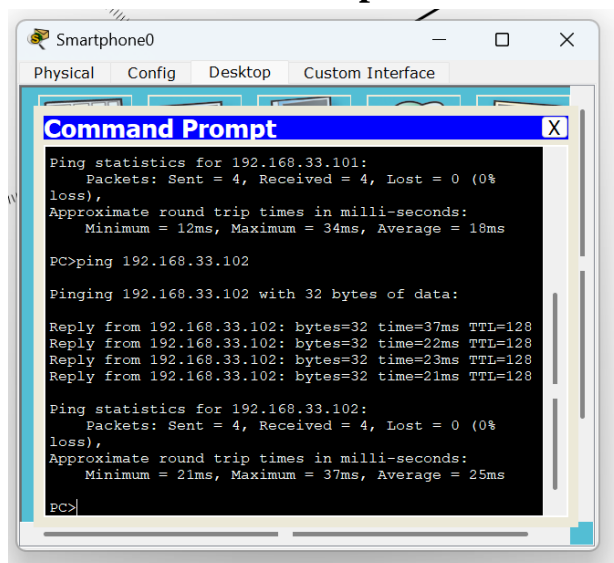 Smartphone0
Physical Config Desktop Custom Interface
Command Prompt X
Ping statistics for 192.168.33.101:
Packets: Sent = 4, Received = 4, Lost = 0 (0%
loss),
Approximate round trip times in milli-seconds:
Minimum = 12ms, Maximum = 34ms, Average = 18ms
PC>ping 192.168.33.102
Pinging 192.168.33.102 with 32 bytes of data:
Reply from 192.168.33.102: bytes=32 time=37ms TTL=128
Reply from 192.168.33.102: bytes=32 time=22ms TTL=128
Reply from 192.168.33.102: bytes=32 time=23ms TTL=128
Reply from 192.168.33.102: bytes=32 time=21ms TTL=128
Ping statistics for 192.168.33.102:
Packets: Sent = 4, Received = 4, Lost = 0 (0%
loss),
Approximate round trip times in milli-seconds:
Minimum = 21ms, Maximum = 37ms, Average = 25ms
PC>